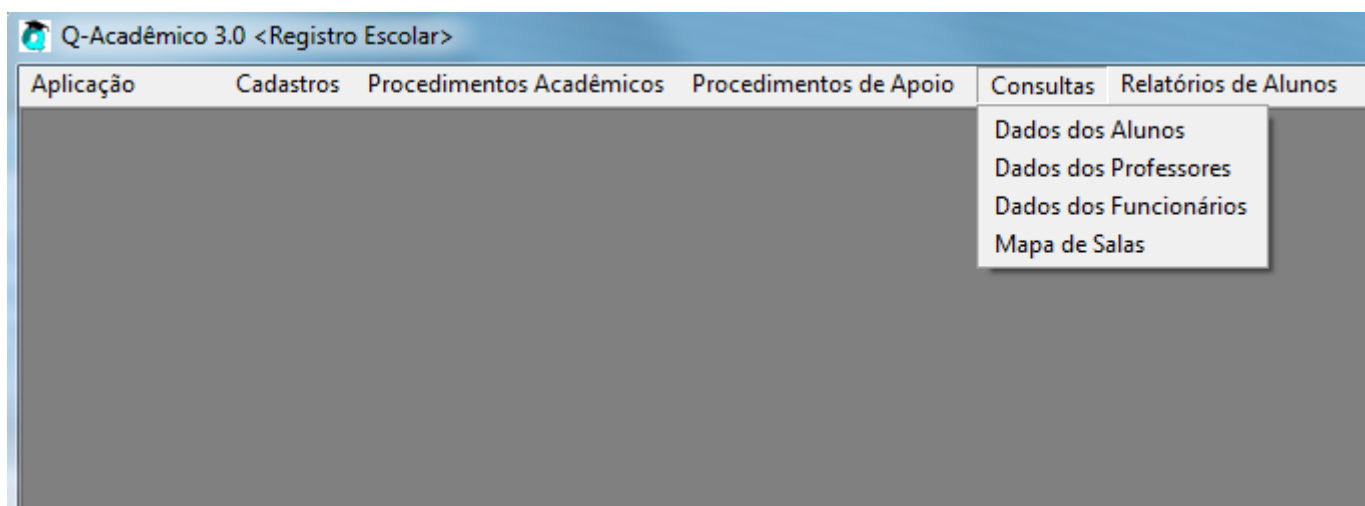 Q-Acadêmico 3.0 <Registro Escolar>
Aplicação Cadastros Procedimentos Acadêmicos Procedimentos de Apoio Consultas Relatórios de Alunos
Dados dos Alunos
Dados dos Professores
Dados dos Funcionários
Mapa de Salas